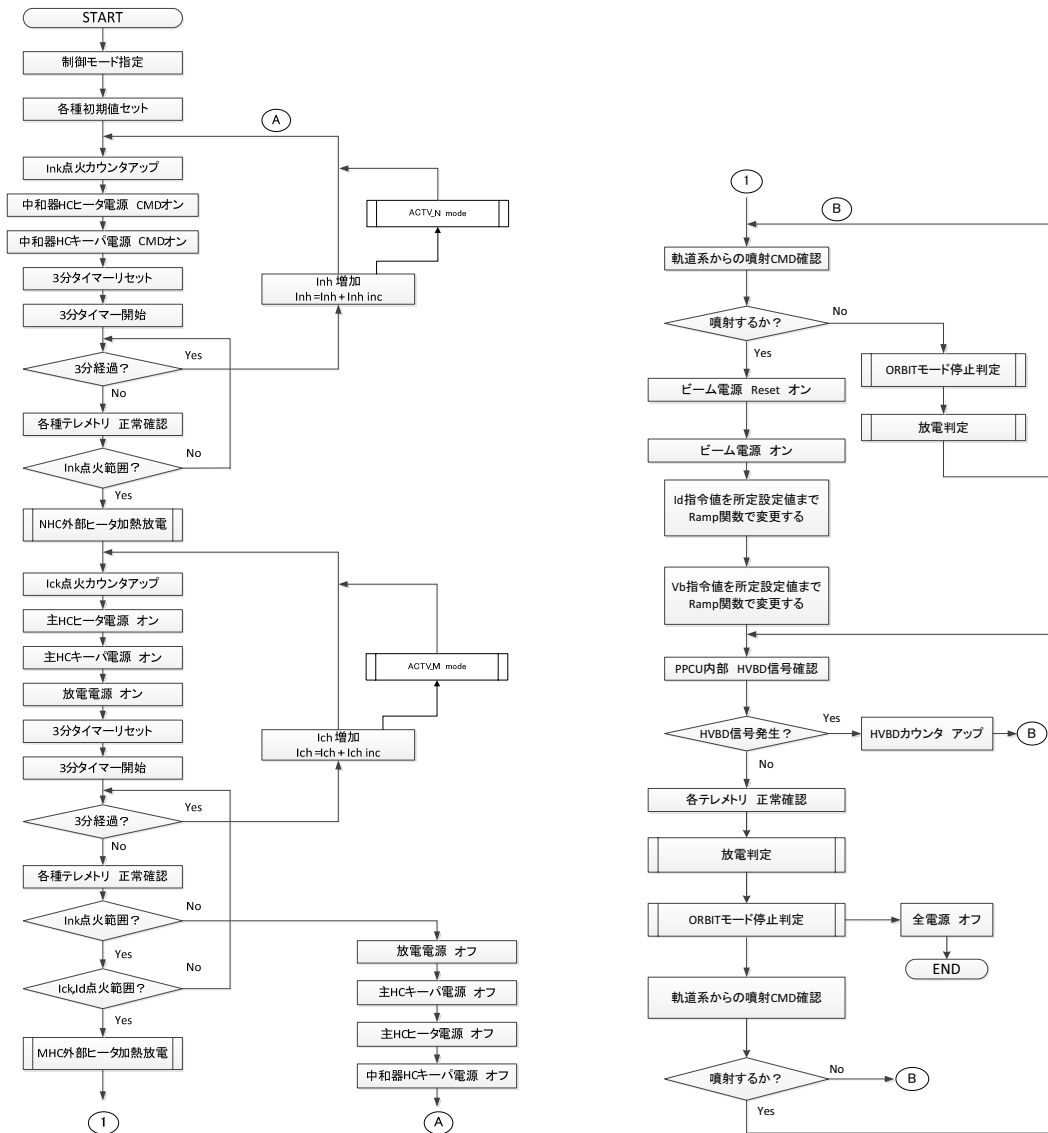 START
制御モード指定
各種初期値セット
A
Ink点火カウンタアップ
中和器HCヒータ電源 CMDオン
中和器HCキーパ電源 CMDオン
3分タイマーリセット
3分タイマー開始
3分経過？
Yes
No
各種テレメトリ 正常確認
Ink点火範囲？
No
Yes
NHC外部ヒータ加熱放電
ACTV_N mode
Inh 増加
Inh =Inh + Inh inc
Ick点火カウンタアップ
主HCヒータ電源 オン
主HCキーパ電源 オン
放電電源 オン
3分タイマーリセット
3分タイマー開始
3分経過？
Yes
No
各種テレメトリ 正常確認
Ink点火範囲？
No
Yes
Ick,Id点火範囲？
No
Yes
MHC外部ヒータ加熱放電
1
ACTV_M mode
Ich 増加
Ich =Ich + Ich inc
放電電源 オフ
主HCキーパ電源 オフ
主HCヒータ電源 オフ
中和器HCキーパ電源 オフ
A
1
B
軌道系からの噴射CMD確認
噴射するか？
No
Yes
ORBITモード停止判定
放電判定
ビーム電源 Reset オン
ビーム電源 オン
Id指令値を所定設定値まで
Ramp関数で変更する
Vb指令値を所定設定値まで
Ramp関数で変更する
PPCU内部 HVBD信号確認
HVBD信号発生？
Yes
HVBDカウンタ アップ
B
No
各テレメトリ 正常確認
放電判定
ORBITモード停止判定
全電源 オフ
END
軌道系からの噴射CMD確認
噴射するか？
No
B
Yes